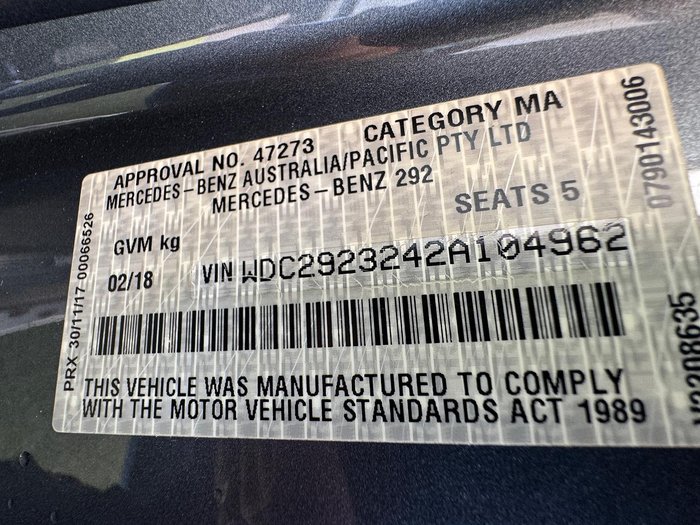 APPROVAL NO. 47273 CATEGORY MA
MERCEDES-BENZ AUSTRALIA/PACIFIC PTY LTD
MERCEDES-BENZ 292
SEATS 5
GVM kg
02/18 VIN WDC2923242A104962
THIS VEHICLE WAS MANUFACTURED TO COMPLY
WITH THE MOTOR VEHICLE STANDARDS ACT 1989
PRX 30/11/17 00066526
0790143006